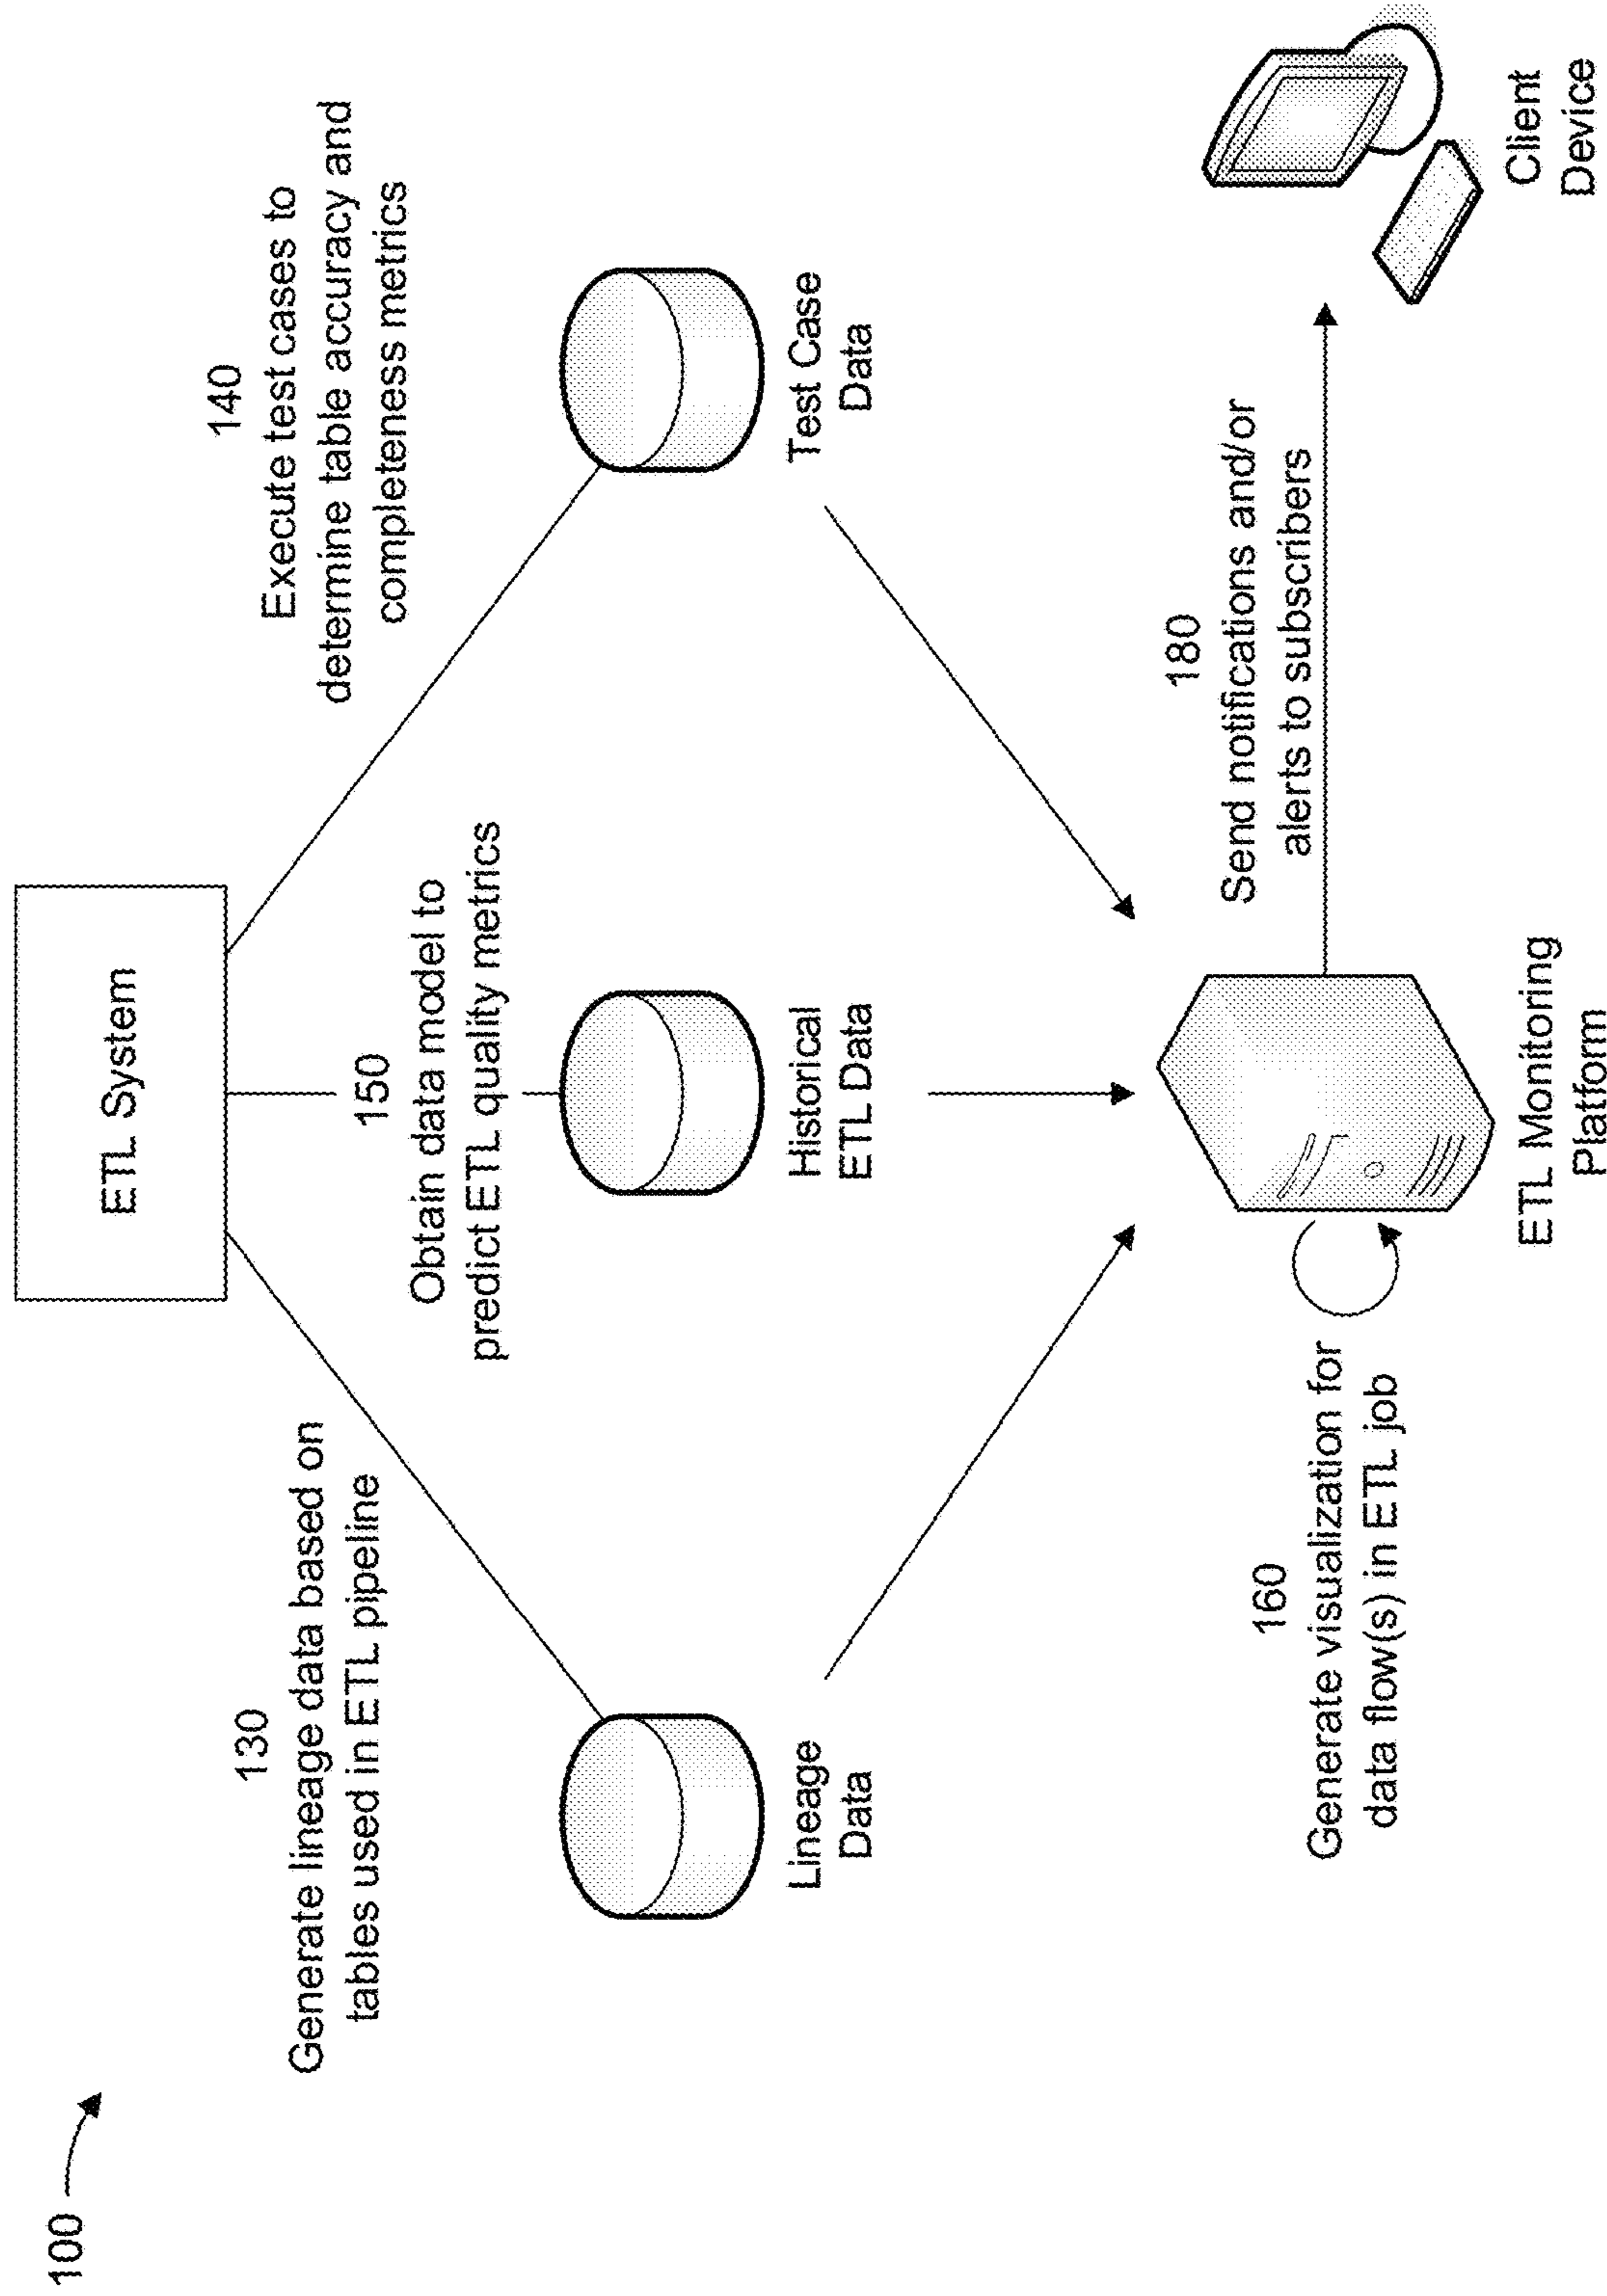 100
ETL System
130
Generate lineage data based on
tables used in ETL pipeline
150
Obtain data model to
predict ETL quality metrics
140
Execute test cases to
determine table accuracy and
completeness metrics
Lineage
Data
Historical
ETL Data
Test Case
Data
160
Generate visualization for
data flow(s) in ETL job
ETL Monitoring
Platform
180
Send notifications and/or
alerts to subscribers
Client
Device